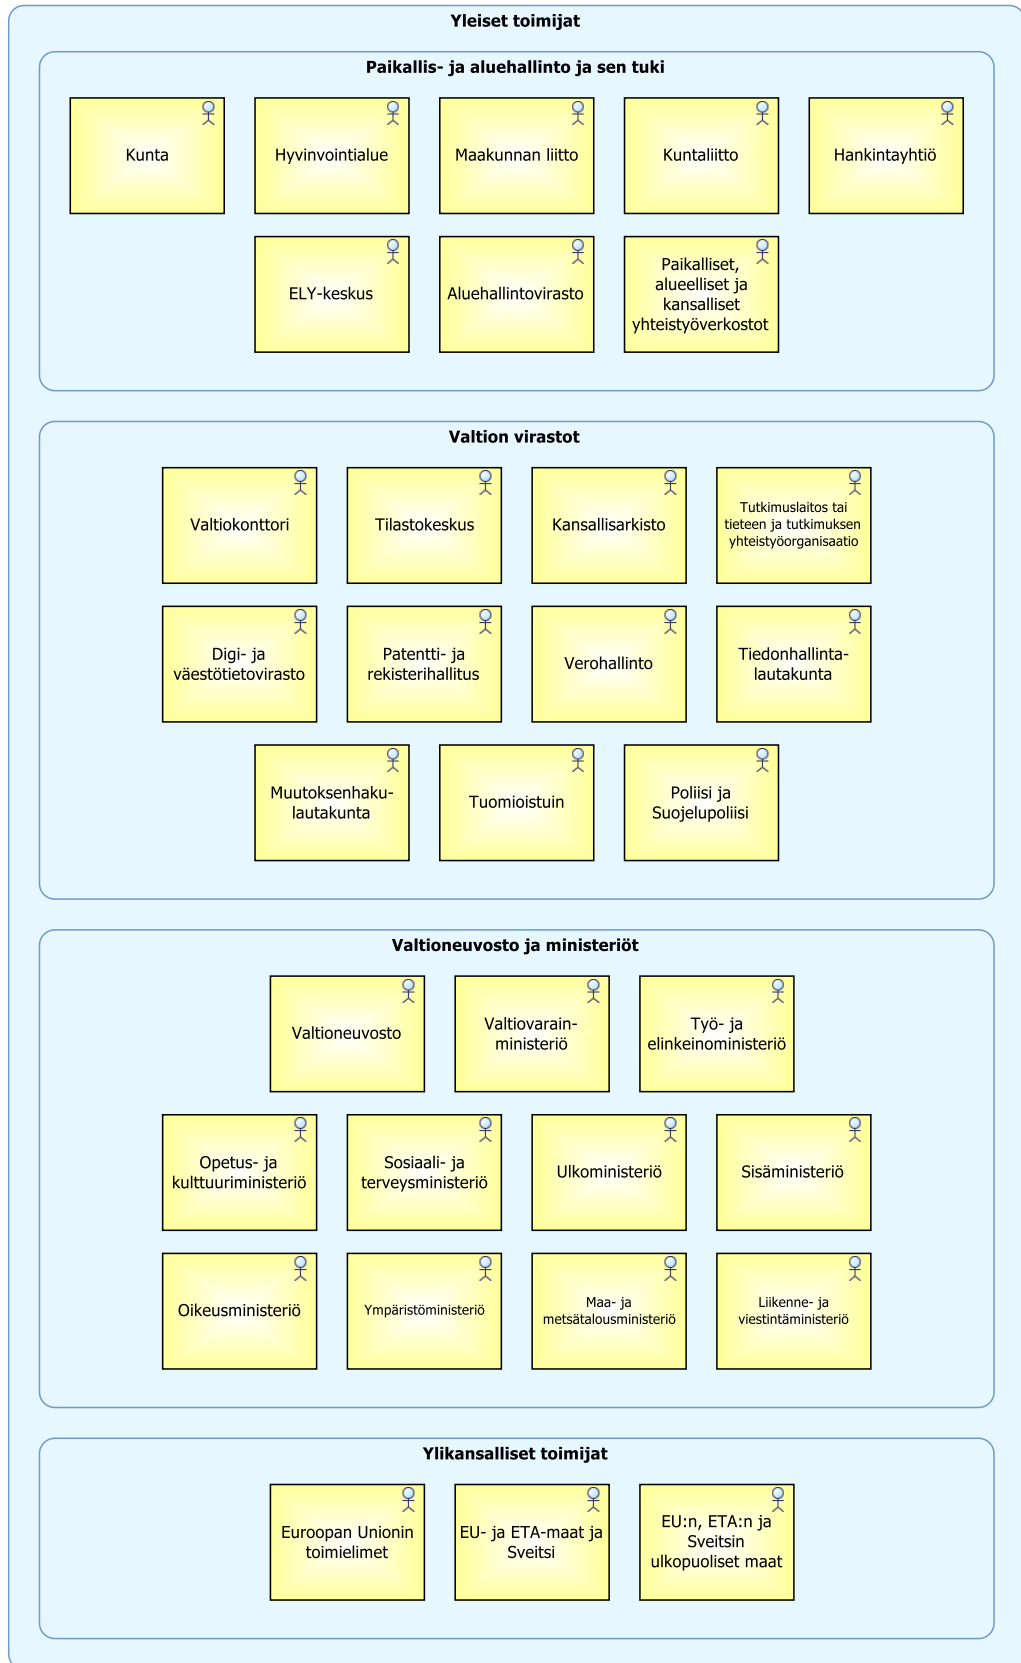 Yleiset toimijat
Paikallis- ja aluehallinto ja sen tuki
Kunta
Hyvinvointialue
Maakunnan liitto
Kuntaliitto
Hankintayhtiö
ELY-keskus
Aluehallintovirasto
Paikalliset,
alueelliset ja
kansalliset
yhteistyöverkostot
Valtion virastot
Valtiokonttori
Tilastokeskus
Kansallisarkisto
Tutkimuslaitos tai
tieteen ja tutkimuksen
yhteistyöorganisaatio
Digi- ja
väestötietovirasto
Patentti- ja
rekisterihallitus
Verohallinto
Tiedonhallinta-
lautakunta
Muutoksenhaku-
lautakunta
Tuomioistuin
Poliisi ja
Suojelupoliisi
Valtioneuvosto ja ministeriöt
Valtioneuvosto
Valtiovarain-
ministeriö
Työ- ja
elinkeinoministeriö
Opetus- ja
kulttuuriministeriö
Sosiaali- ja
terveysministeriö
Ulkoministeriö
Sisäministeriö
Oikeusministeriö
Ympäristöministeriö
Maa- ja
metsätalousministeriö
Liikenne- ja
viestintäministeriö
Ylikansalliset toimijat
Euroopan Unionin
toimielimet
EU- ja ETA-maat ja
Sveitsi
EU:n, ETA:n ja
Sveitsin
ulkopuoliset maat